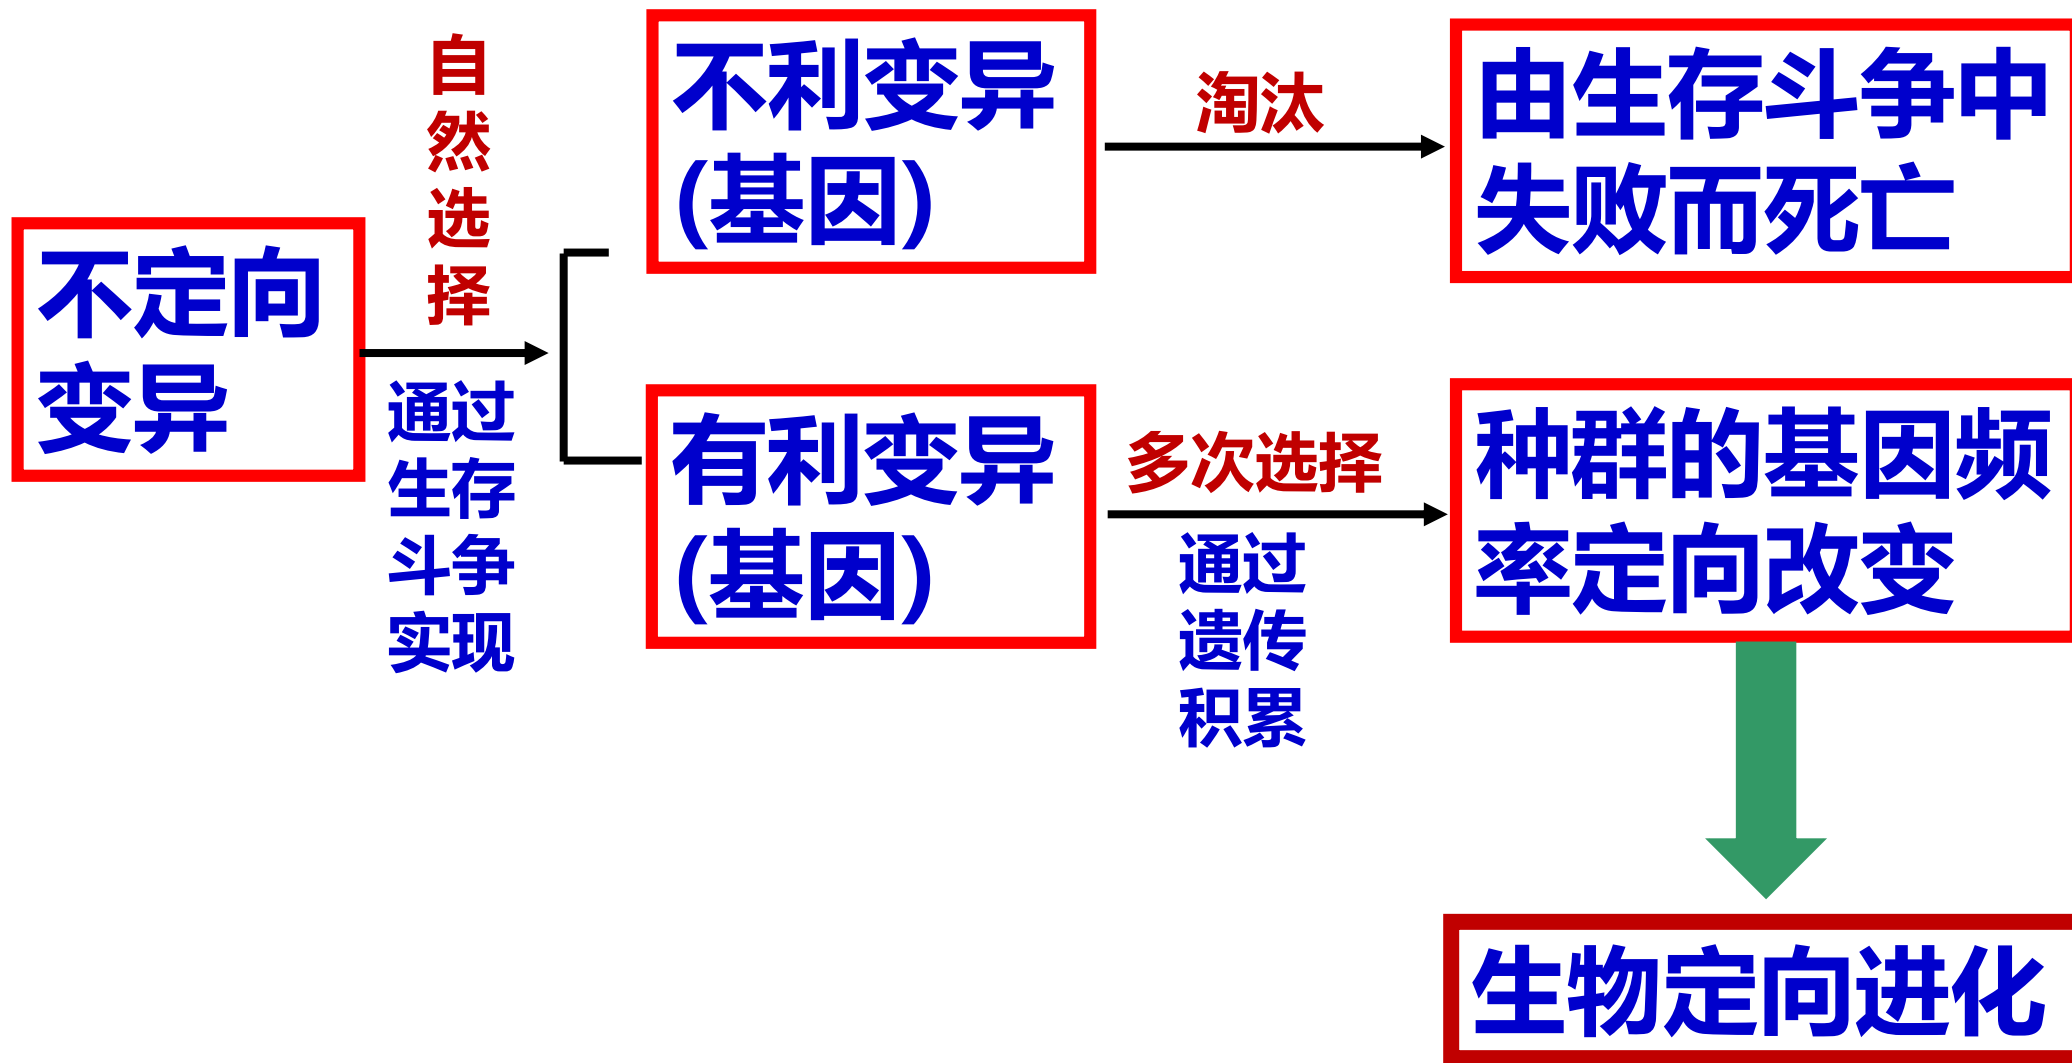 不定向
变异
自
然
选
择
通过
生存
斗争
实现
不利变异
(基因)
淘汰
由生存斗争中
失败而死亡
有利变异
(基因)
多次选择
通过
遗传
积累
种群的基因频
率定向改变
生物定向进化